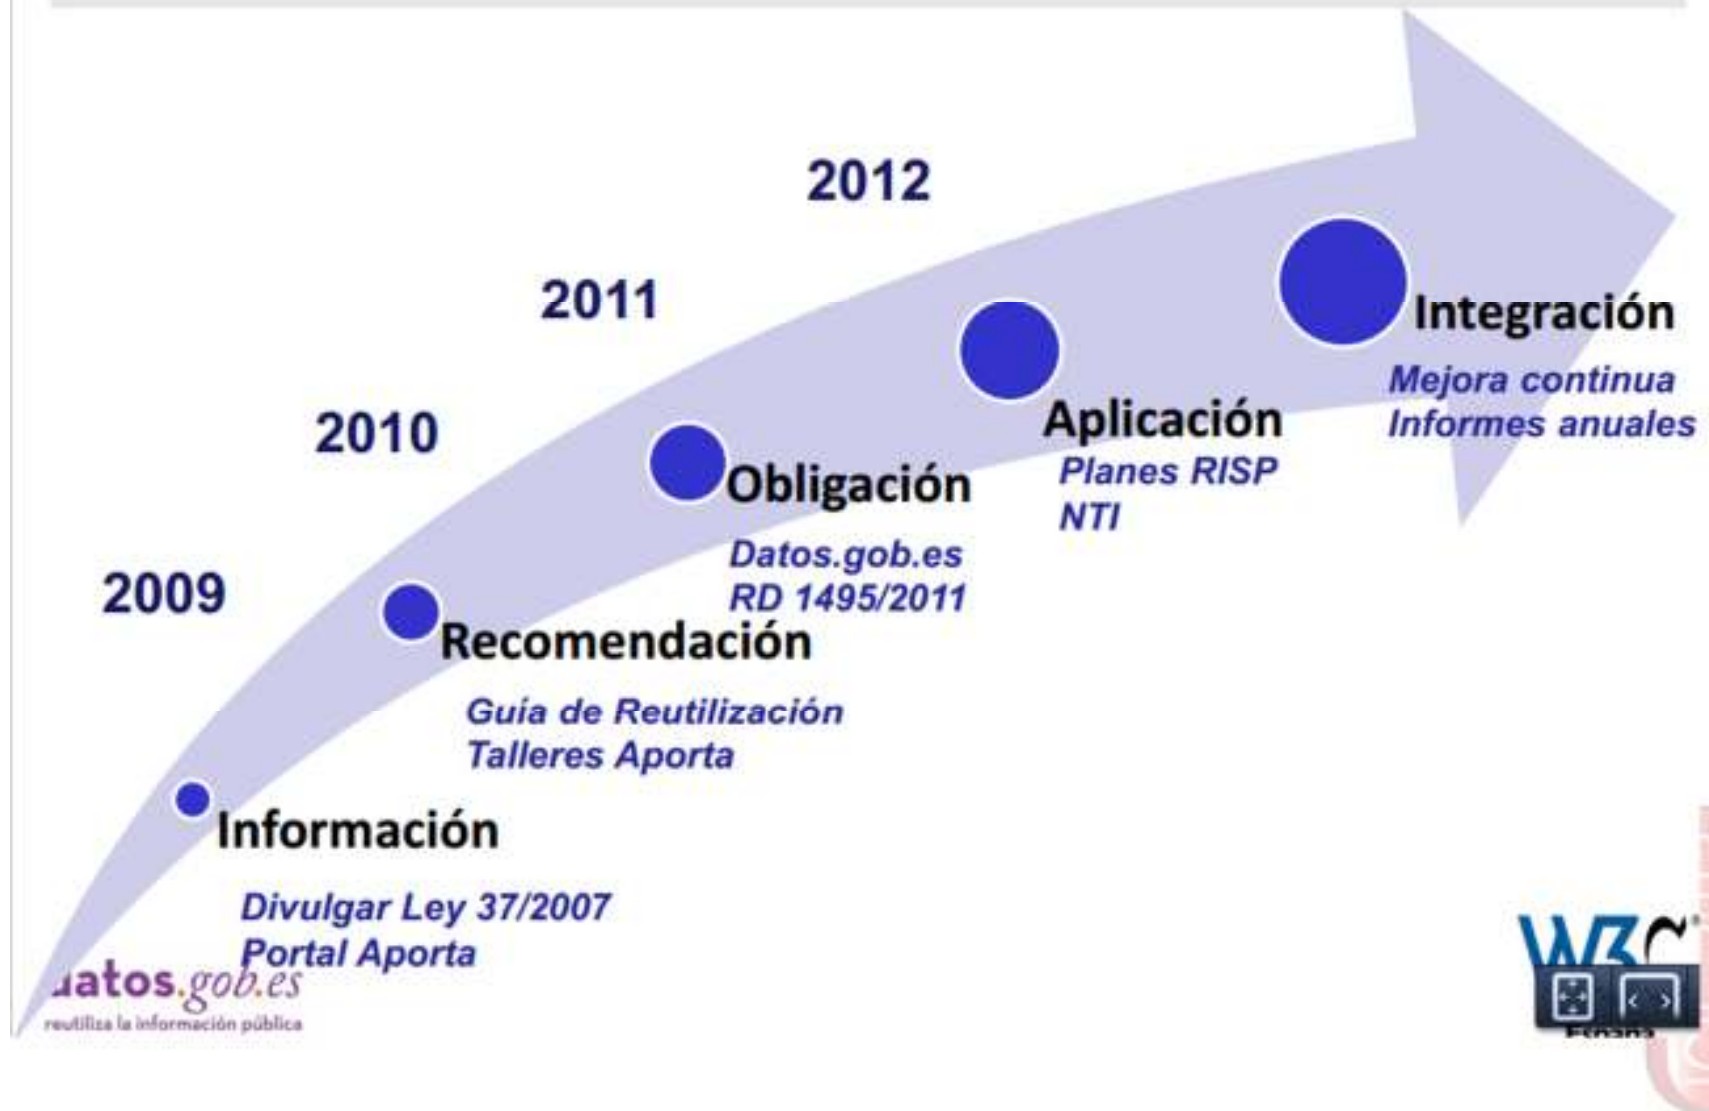 2012
2011
2010
2009
Integración
Mejora continua
Informes anuales
Aplicación
Planes RISP
NTI
Obligación
Datos.gob.es
RD 1495/2011
Recomendación
Guía de Reutilización
Talleres Aporta
Información
Divulgar Ley 37/2007
Portal Aporta
datos.gob.es
reutiliza la información pública
W3C
España